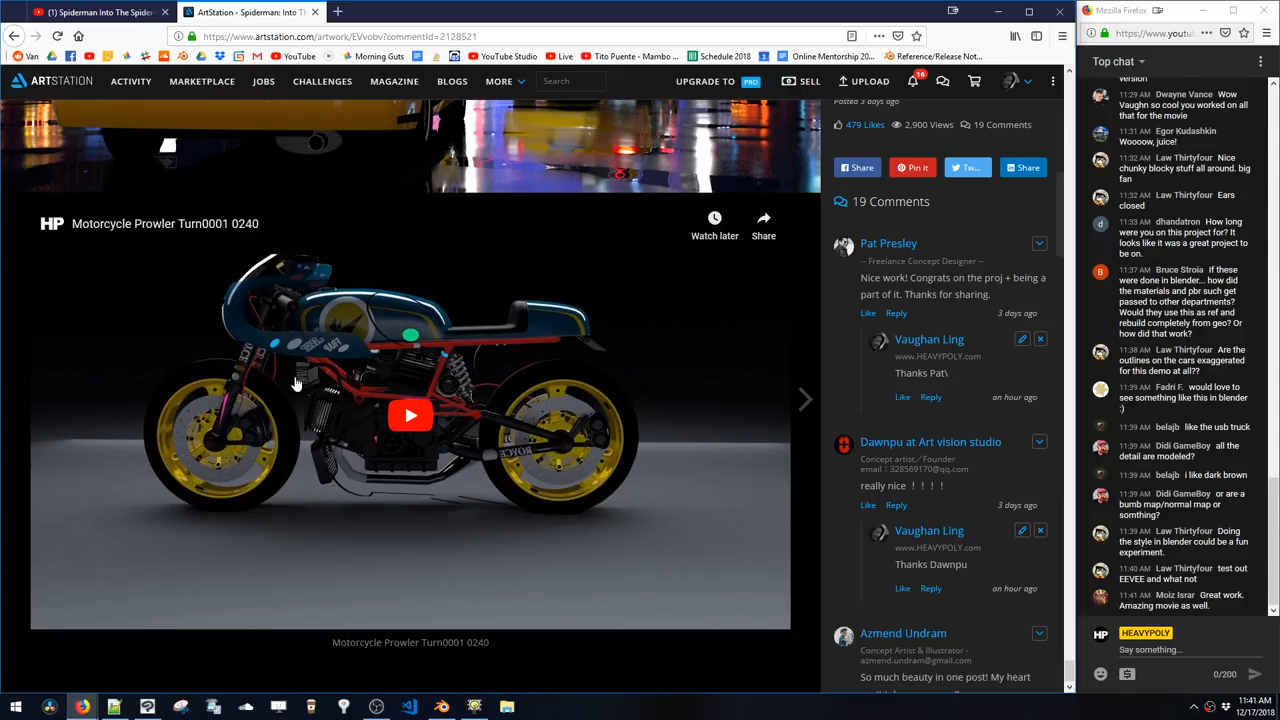 (1) Spiderman Into The Spider
ArtStation - Spiderman: Into Th
Mozilla Firefox
https://www.artstation.com/artwork/EVvobv?commentId=2128521
https://www.youtu
Van
YouTube
Morning Guts
YouTube Studio
Live
Tito Puente - Mambo ...
Schedule 2018
Online Mentorship 20...
Reference/Release Not...
Top chat
ARTSTATION
ACTIVITY
MARKETPLACE
JOBS
CHALLENGES
MAGAZINE
BLOGS
MORE
Search
UPGRADE TO PRO
SELL
UPLOAD
16
Posted 3 days ago
479 Likes
2,900 Views
19 Comments
Share
Pin it
Tw...
Share
19 Comments
HP
Motorcycle Prowler Turn0001 0240
Watch later
Share
ROYCE
Motorcycle Prowler Turn0001 0240
Pat Presley
-- Freelance Concept Designer --
Nice work! Congrats on the proj + being a
part of it. Thanks for sharing.
Like Reply
3 days ago
Vaughan Ling
www.HEAVYPOLY.com
Thanks Pat\
Like Reply
an hour ago
Dawnpu at Art vision studio
Concept artist／Founder
email：328569170@qq.com
really nice ！！！！
Like Reply
3 days ago
Vaughan Ling
www.HEAVYPOLY.com
Thanks Dawnpu
Like Reply
an hour ago
Azmend Undram
Concept Artist & Illustrator -
azmend.undram@gmail.com
So much beauty in one post! My heart
version
11:29 AM Dwayne Vance Wow
Vaughn so cool you worked on all
that for the movie
11:31 AM Egor Kudashkin
Wooooow, juice!
11:32 AM Law Thirtyfour Nice
chunky blocky stuff all around. big
fan
11:32 AM Law Thirtyfour Ears
closed
11:33 AM dhandatron How long
were you on this project for? It
looks like it was a great project to
be on.
11:37 AM Bruce Stroia If these
were done in blender... how did
the materials and pbr such get
passed to other departments?
Would they use this as ref and
rebuild completely from geo? Or
how did that work?
11:38 AM Law Thirtyfour Are the
outlines on the cars exaggerated
for this demo at all??
11:39 AM Fadri F. would love to
see something like this in blender
:)
11:39 AM belajb like the usb truck
11:39 AM Didi GameBoy all the
detail are modeled?
11:39 AM belajb i like dark brown
11:39 AM Didi GameBoy or are a
bumb map/normal map or
somthing?
11:39 AM Law Thirtyfour Doing
the style in blender could be a fun
experiment.
11:40 AM Law Thirtyfour test out
EEVEE and what not
11:41 AM Moiz Israr Great work.
Amazing movie as well.
HP
HEAVYPOLY
Say something...
0/200
11:41 AM
12/17/2018